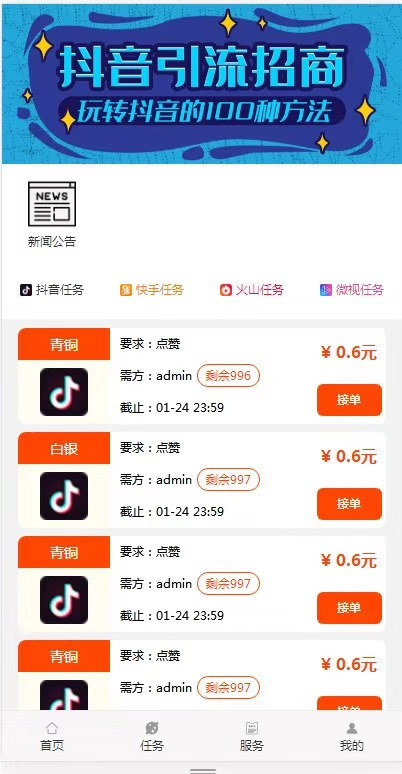 抖音引流招商
玩转抖音的100种方法
NEWS
新闻公告
抖音任务 快手任务 火山任务 微视任务
青铜
要求：点赞
¥ 0.6元
需方：admin 剩余996
截止：01-24 23:59
接单
白银
要求：点赞
¥ 0.6元
需方：admin 剩余997
截止：01-24 23:59
接单
青铜
要求：点赞
¥ 0.6元
需方：admin 剩余997
截止：01-24 23:59
接单
青铜
要求：点赞
¥ 0.6元
需方：admin 剩余997
接单
首页 任务 服务 我的